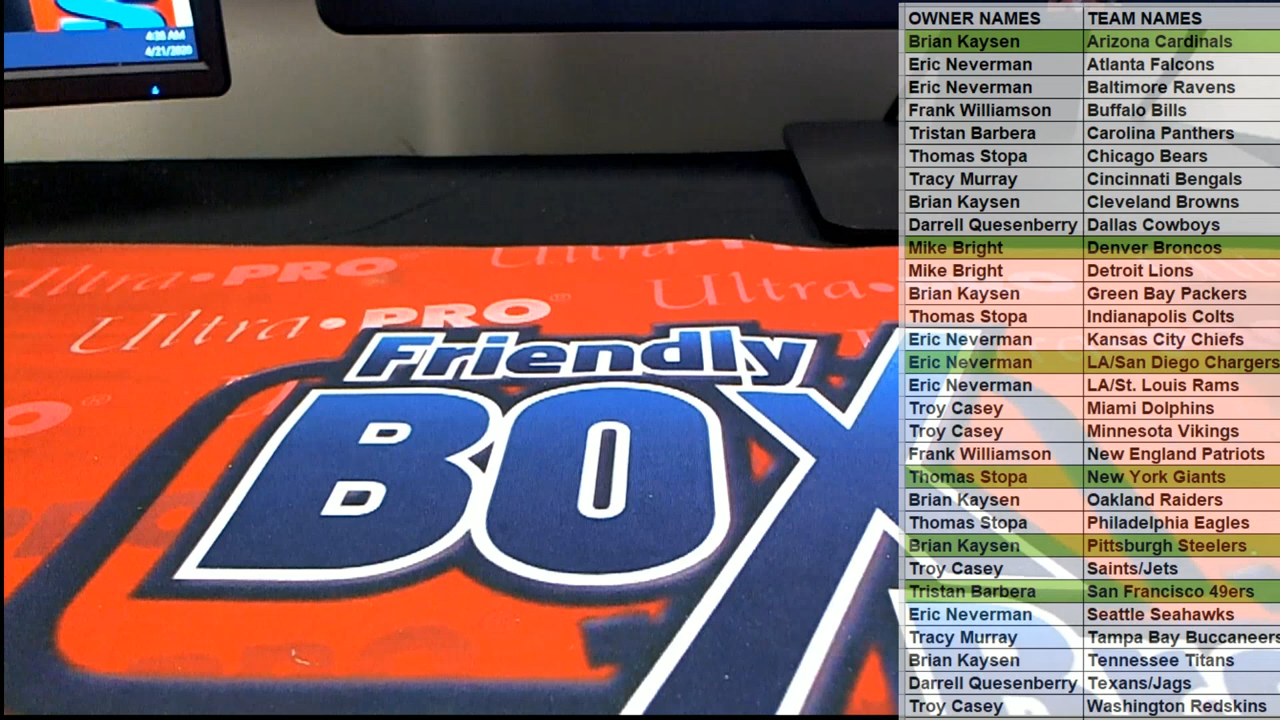 4:38 AM
4/21/2020
Ultra PRO
Ultra
Ultra PRO®
Ultra
PRO®
Friendly
BOX
OWNER NAMES TEAM NAMES
Brian Kaysen Arizona Cardinals
Eric Neverman Atlanta Falcons
Eric Neverman Baltimore Ravens
Frank Williamson Buffalo Bills
Tristan Barbera Carolina Panthers
Thomas Stopa Chicago Bears
Tracy Murray Cincinnati Bengals
Brian Kaysen Cleveland Browns
Darrell Quesenberry Dallas Cowboys
Mike Bright Denver Broncos
Mike Bright Detroit Lions
Brian Kaysen Green Bay Packers
Thomas Stopa Indianapolis Colts
Eric Neverman Kansas City Chiefs
Eric Neverman LA/San Diego Chargers
Eric Neverman LA/St. Louis Rams
Troy Casey Miami Dolphins
Troy Casey Minnesota Vikings
Frank Williamson New England Patriots
Thomas Stopa New York Giants
Brian Kaysen Oakland Raiders
Thomas Stopa Philadelphia Eagles
Brian Kaysen Pittsburgh Steelers
Troy Casey Saints/Jets
Tristan Barbera San Francisco 49ers
Eric Neverman Seattle Seahawks
Tracy Murray Tampa Bay Buccaneers
Brian Kaysen Tennessee Titans
Darrell Quesenberry Texans/Jags
Troy Casey Washington Redskins